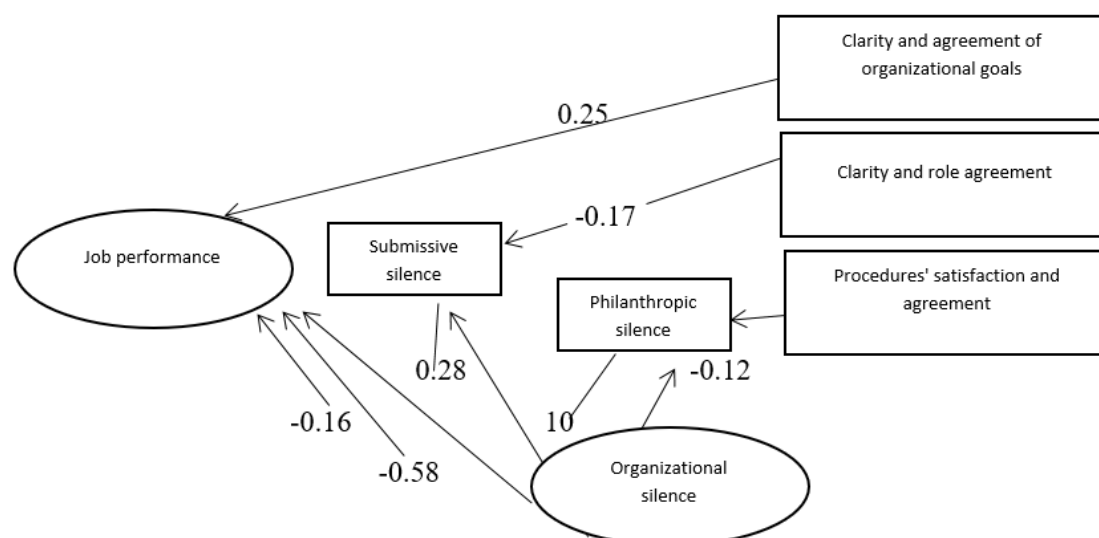 Clarity and agreement of
organizational goals
0.25
Clarity and role agreement
-0.17
Submissive
silence
Job performance
Procedures' satisfaction and
agreement
Philanthropic
silence
0.28
-0.12
-0.16
10
-0.58
Organizational
silence